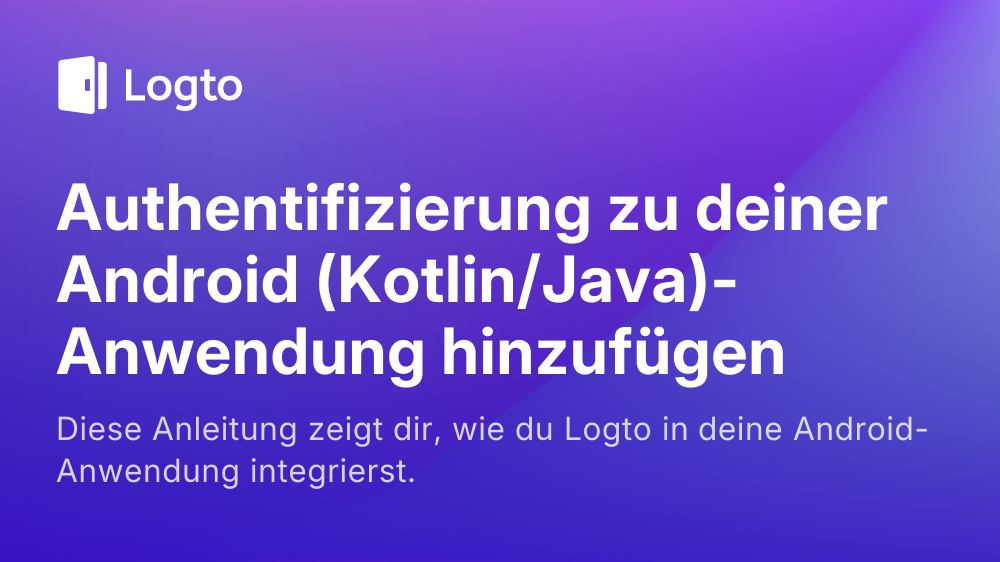 Logto
Authentifizierung zu deiner
Android (Kotlin/Java)-
Anwendung hinzufügen
Diese Anleitung zeigt dir, wie du Logto in deine Android-
Anwendung integrierst.